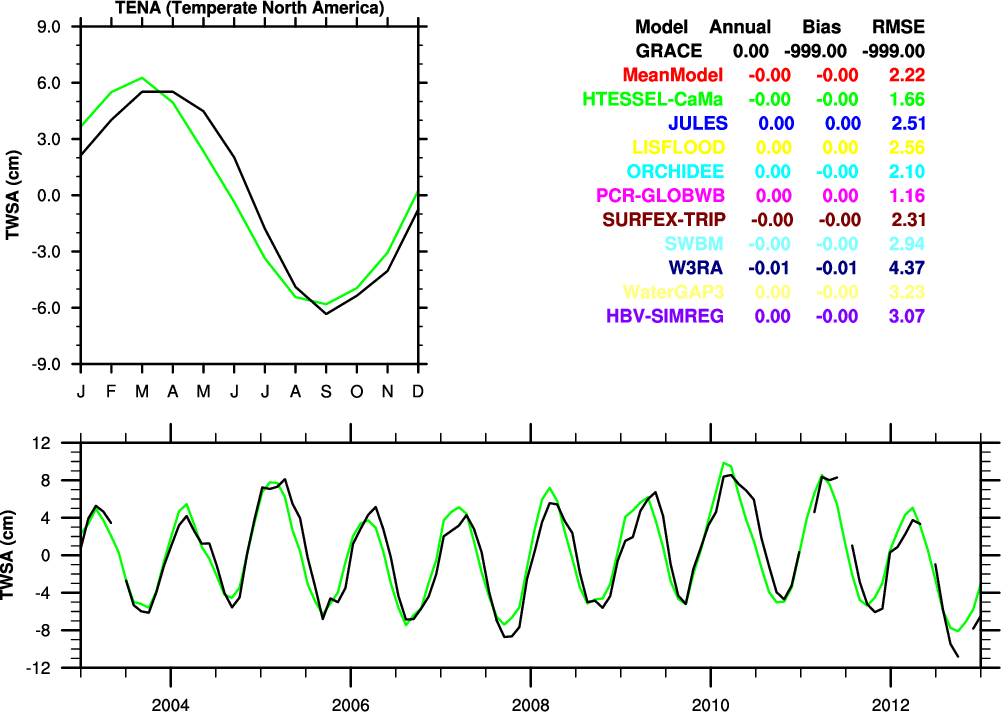 TENA (Temperate North America)
9.0
6.0
3.0
0.0
-3.0
-6.0
-9.0
TWSA (cm)
J F M A M J J A S O N D
Model Annual Bias RMSE
GRACE 0.00 -999.00 -999.00
MeanModel -0.00 -0.00 2.22
HTESSEL-CaMa -0.00 -0.00 1.66
JULES 0.00 0.00 2.51
LISFLOOD 0.00 0.00 2.56
ORCHIDEE 0.00 -0.00 2.10
PCR-GLOBWB 0.00 0.00 1.16
SURFEX-TRIP -0.00 -0.00 2.31
SWBM -0.00 -0.00 2.94
W3RA -0.01 -0.01 4.37
WaterGAP3 0.00 -0.00 3.23
HBV-SIMREG 0.00 -0.00 3.07
12
8
4
0
-4
-8
-12
TWSA (cm)
2004 2006 2008 2010 2012